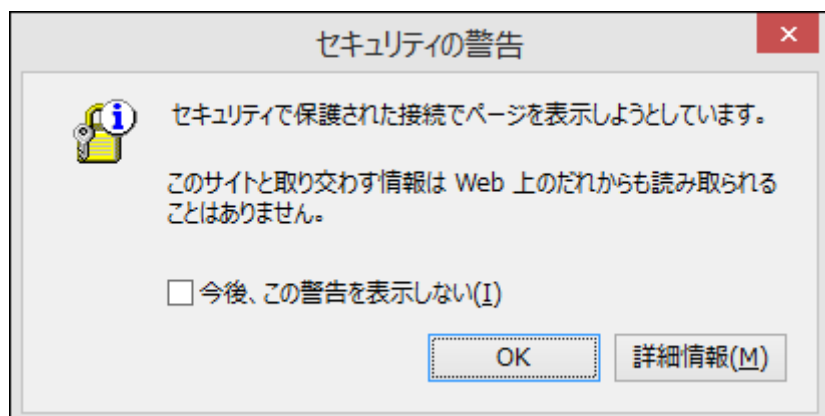 セキュリティの警告
セキュリティで保護された接続でページを表示しようとしています。
このサイトと取り交わす情報は Web 上のだれからも読み取られる
ことはありません。
今後、この警告を表示しない(I)
OK
詳細情報(M)